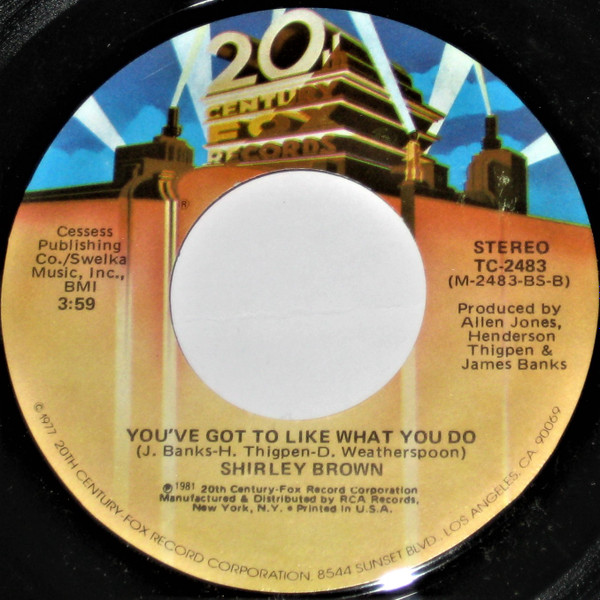 20th
CENTURY
FOX
RECORDS
®
Cessess
Publishing
Co./Swelka
Music, Inc.,
BMI
3:59
STEREO
TC-2483
(M-2483-BS-B)
Produced by
Allen Jones,
Henderson
Thigpen &
James Banks
YOU'VE GOT TO LIKE WHAT YOU DO
(J. Banks-H. Thigpen-D. Weatherspoon)
SHIRLEY BROWN
℗ 1981 20th Century-Fox Record Corporation
Manufactured & Distributed by RCA Records,
New York, N.Y. • Printed in U.S.A.
© 1977, 20TH CENTURY-FOX RECORD CORPORATION, 8544 SUNSET BLVD., LOS ANGELES, CA. 90069